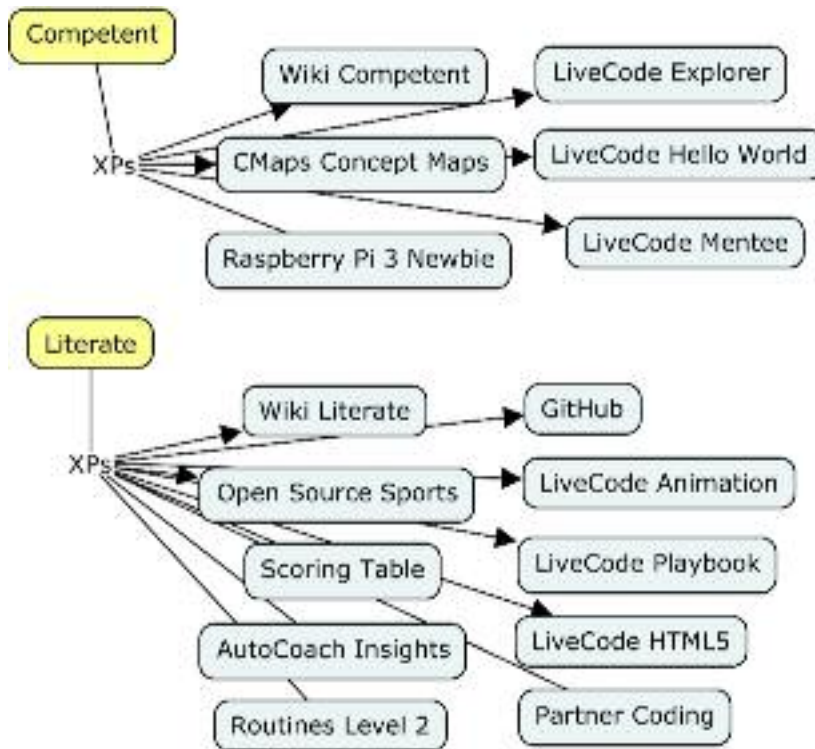 Competent
Wiki Competent
LiveCode Explorer
XPs
CMaps Concept Maps
LiveCode Hello World
Raspberry Pi 3 Newbie
LiveCode Mentee
Literate
Wiki Literate
GitHub
XPs
Open Source Sports
LiveCode Animation
Scoring Table
LiveCode Playbook
AutoCoach Insights
LiveCode HTML5
Routines Level 2
Partner Coding